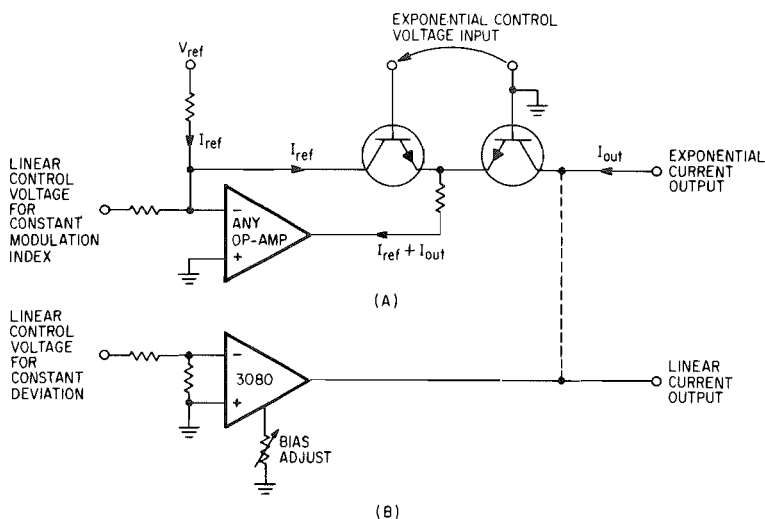 EXPONENTIAL CONTROL
VOLTAGE INPUT
Vref
Iref
Iref
Iout
LINEAR
CONTROL
VOLTAGE
FOR
CONSTANT
MODULATION
INDEX
EXPONENTIAL
CURRENT
OUTPUT
−
ANY
OP-AMP
+
Iref + Iout
(A)
LINEAR
CONTROL
VOLTAGE
FOR
CONSTANT
DEVIATION
−
3080
+
LINEAR
CURRENT
OUTPUT
BIAS
ADJUST
(B)